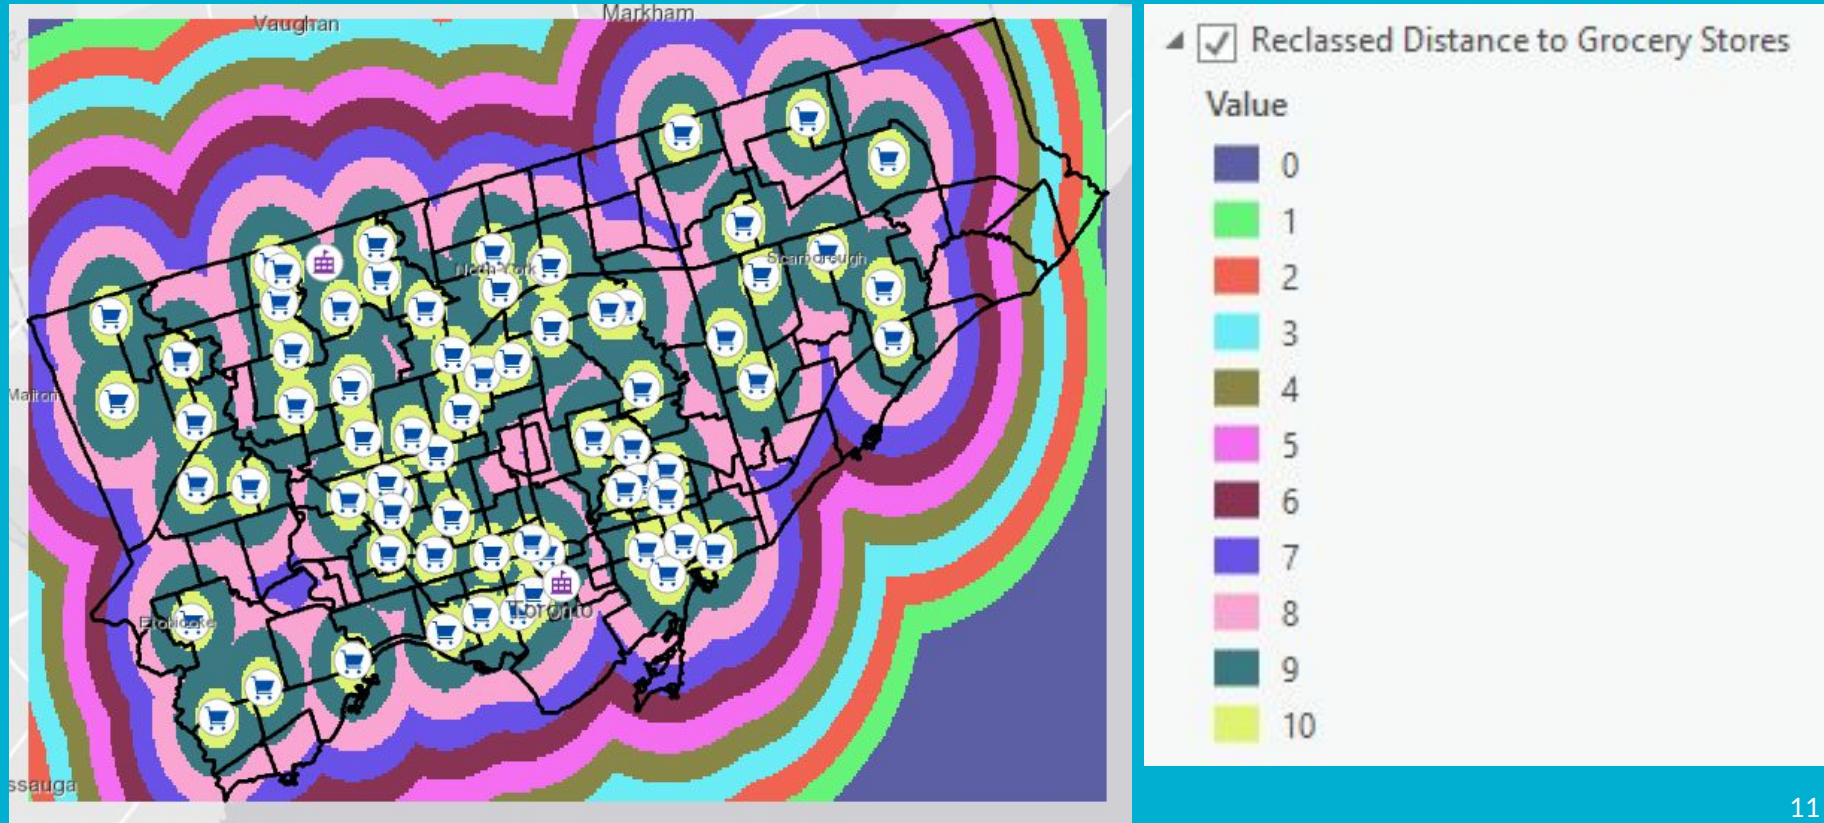 Vaughan
Markham
North York
Scarborough
Malton
Etobicoke
Toronto
ssauga
Reclassed Distance to Grocery Stores
Value
0
1
2
3
4
5
6
7
8
9
10
11